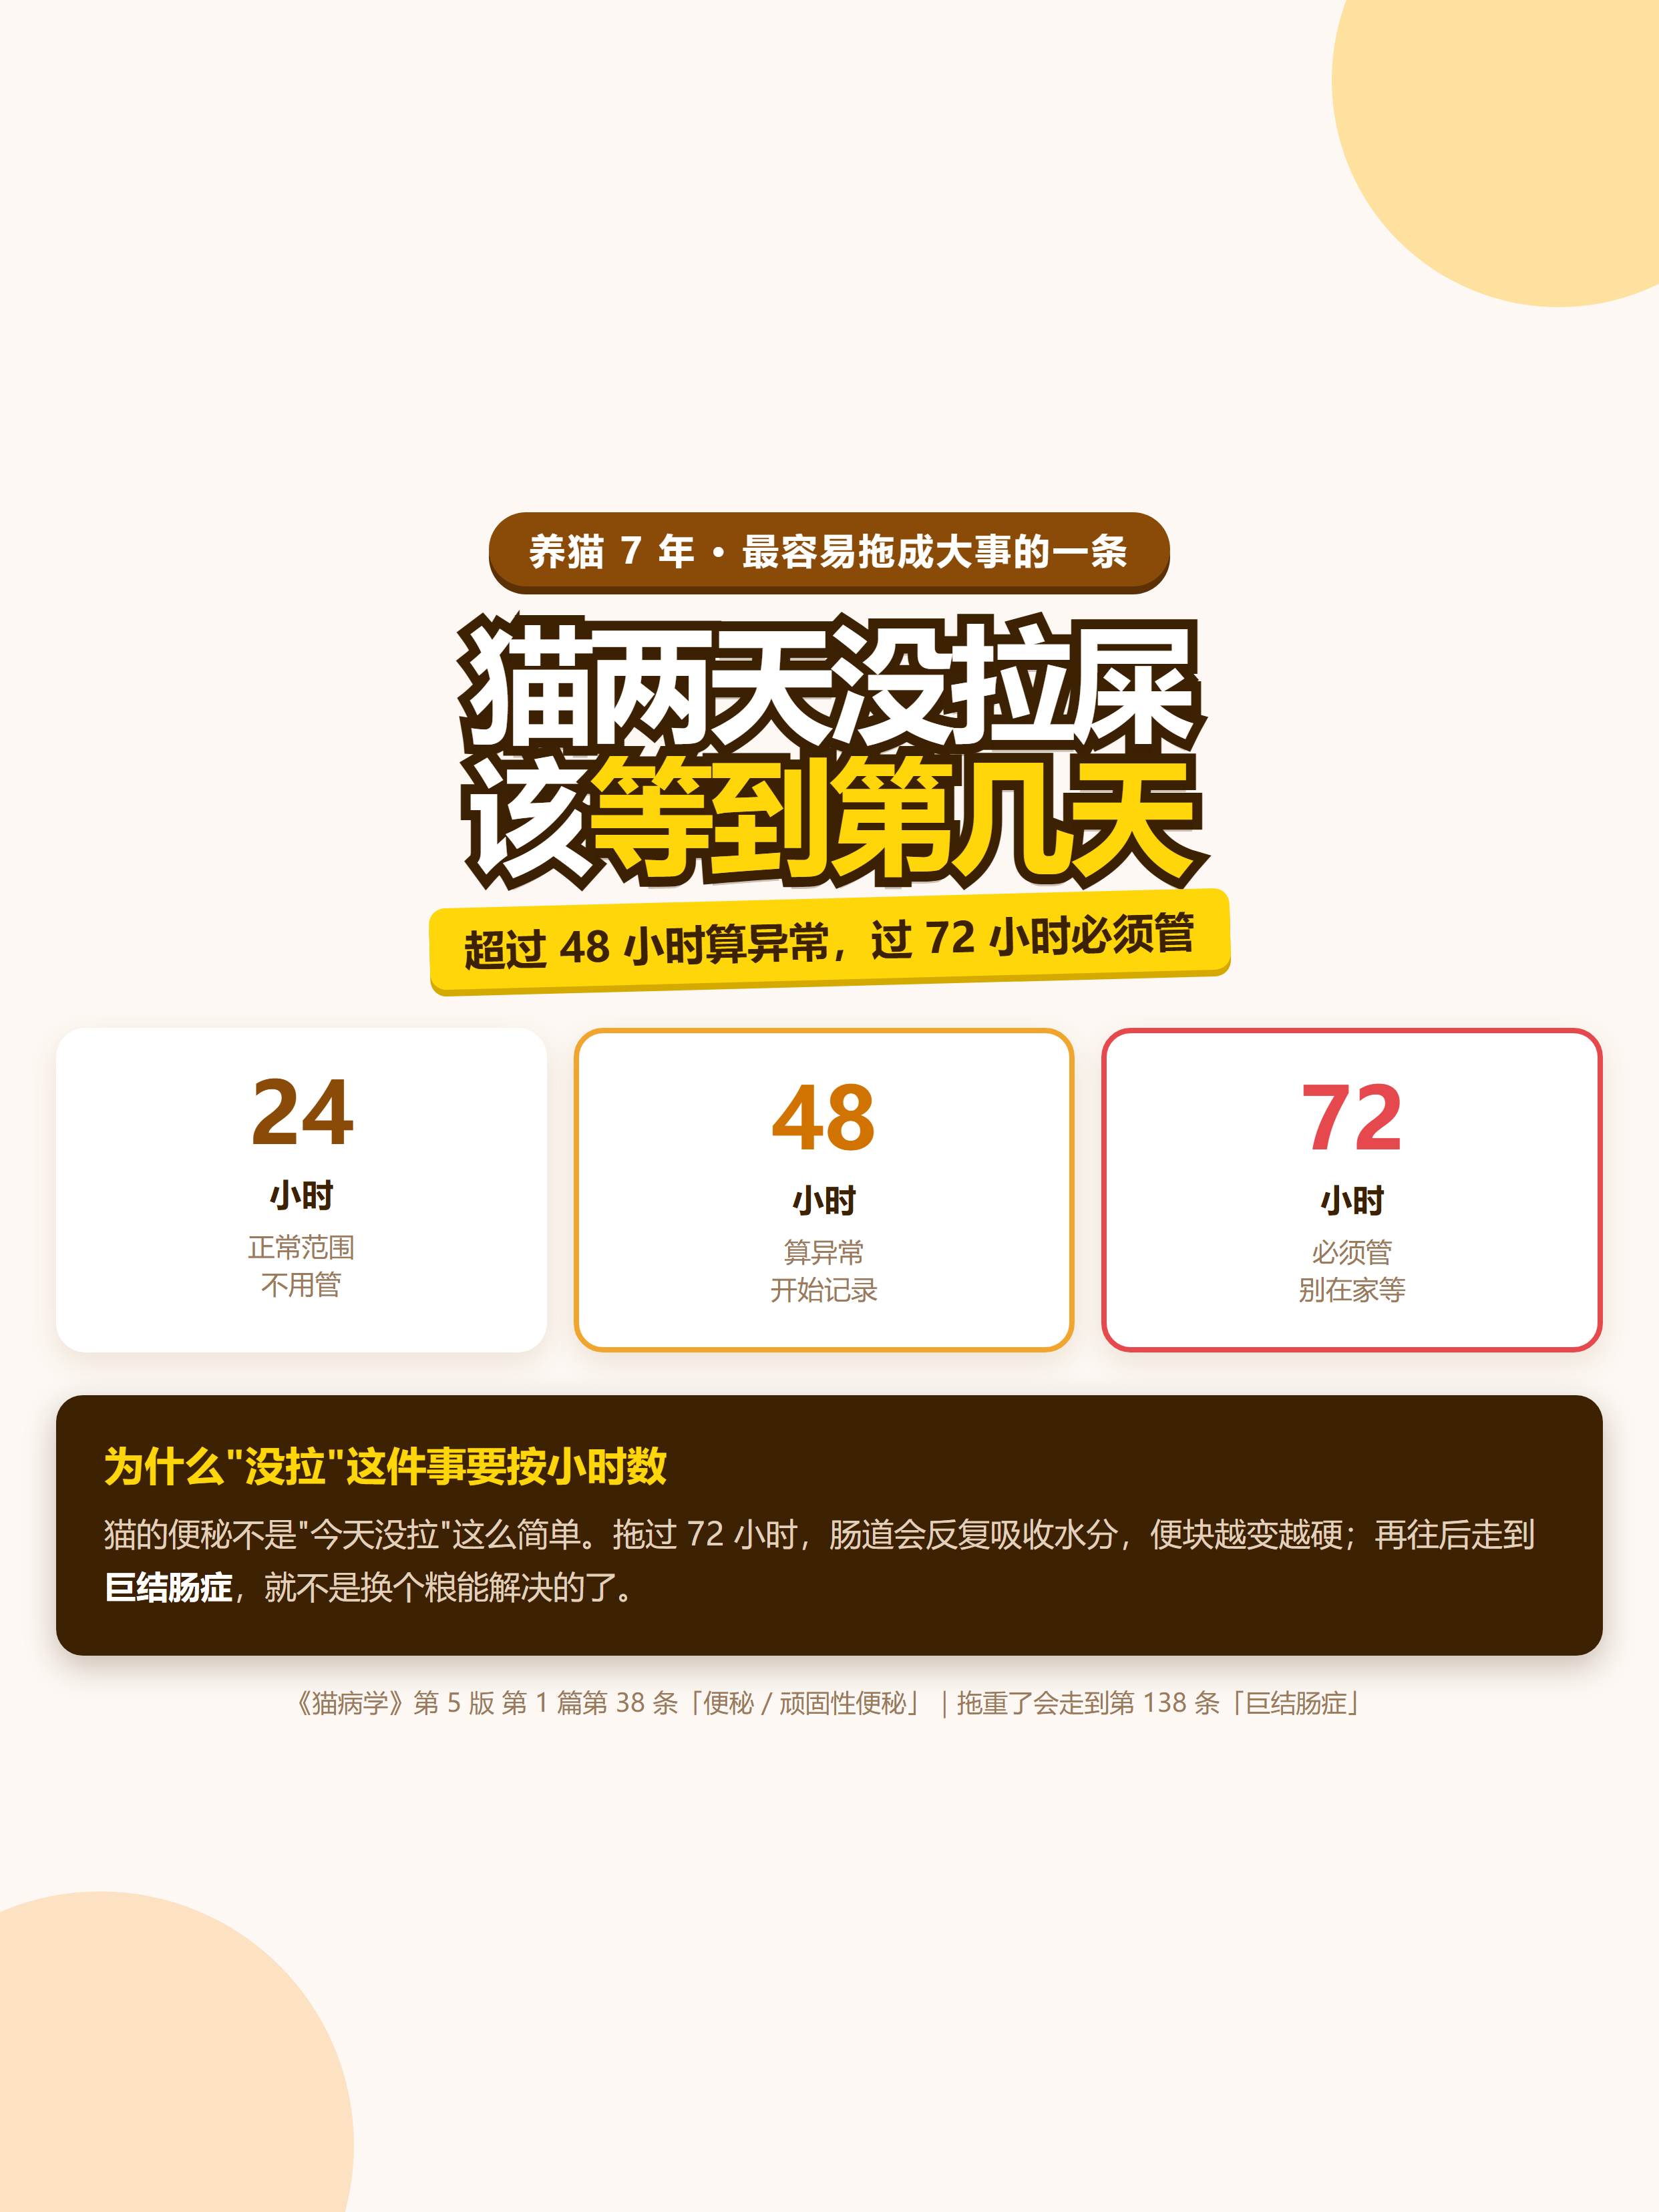 养猫 7 年 · 最容易拖成大事的一条
猫两天没拉屎
该等到第几天
超过 48 小时算异常，过 72 小时必须管
24
小时
正常范围
不用管
48
小时
算异常
开始记录
72
小时
必须管
别在家等
为什么"没拉"这件事要按小时数
猫的便秘不是"今天没拉"这么简单。拖过 72 小时，肠道会反复吸收水分，便块越变越硬；再往后走到
巨结肠症，就不是换个粮能解决的了。
《猫病学》第 5 版 第 1 篇第 38 条「便秘 / 顽固性便秘」｜拖重了会走到第 138 条「巨结肠症」